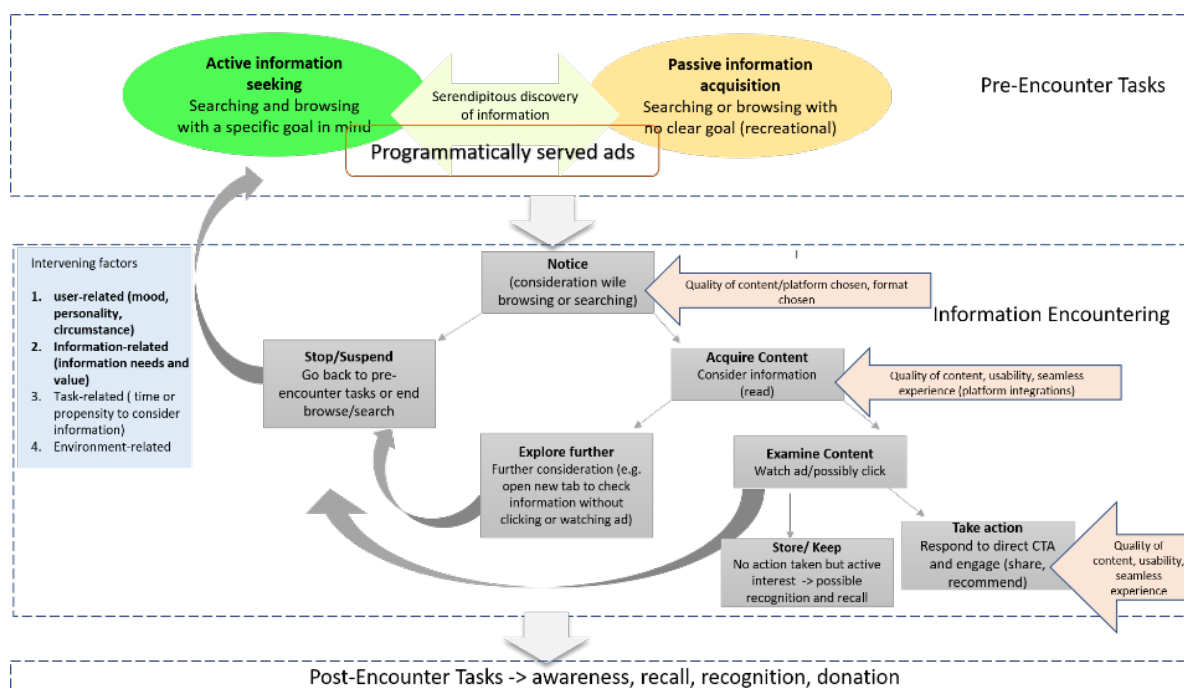 Active information
seeking
Searching and browsing
with a specific goal in mind
Serendipitous discovery
of information
Passive information
acquisition
Searching or browsing with
no clear goal (recreational)
Programmatically served ads
Pre-Encounter Tasks
Intervening factors
1. user-related (mood,
personality,
circumstance)
2. Information-related
(information needs and
value)
3. Task-related ( time or
propensity to consider
information)
4. Environment-related
Notice
(consideration wile
browsing or searching)
Quality of content/platform chosen, format
chosen
Information Encountering
Stop/Suspend
Go back to pre-
encounter tasks or end
browse/search
Acquire Content
Consider information
(read)
Quality of content, usability, seamless
experience (platform integrations)
Explore further
Further consideration (e.g.
open new tab to check
information without
clicking or watching ad)
Examine Content
Watch ad/possibly click
Store/ Keep
No action taken but active
interest -> possible
recognition and recall
Take action
Respond to direct CTA
and engage (share,
recommend)
Quality of
content, usability,
seamless
experience
Post-Encounter Tasks -> awareness, recall, recognition, donation